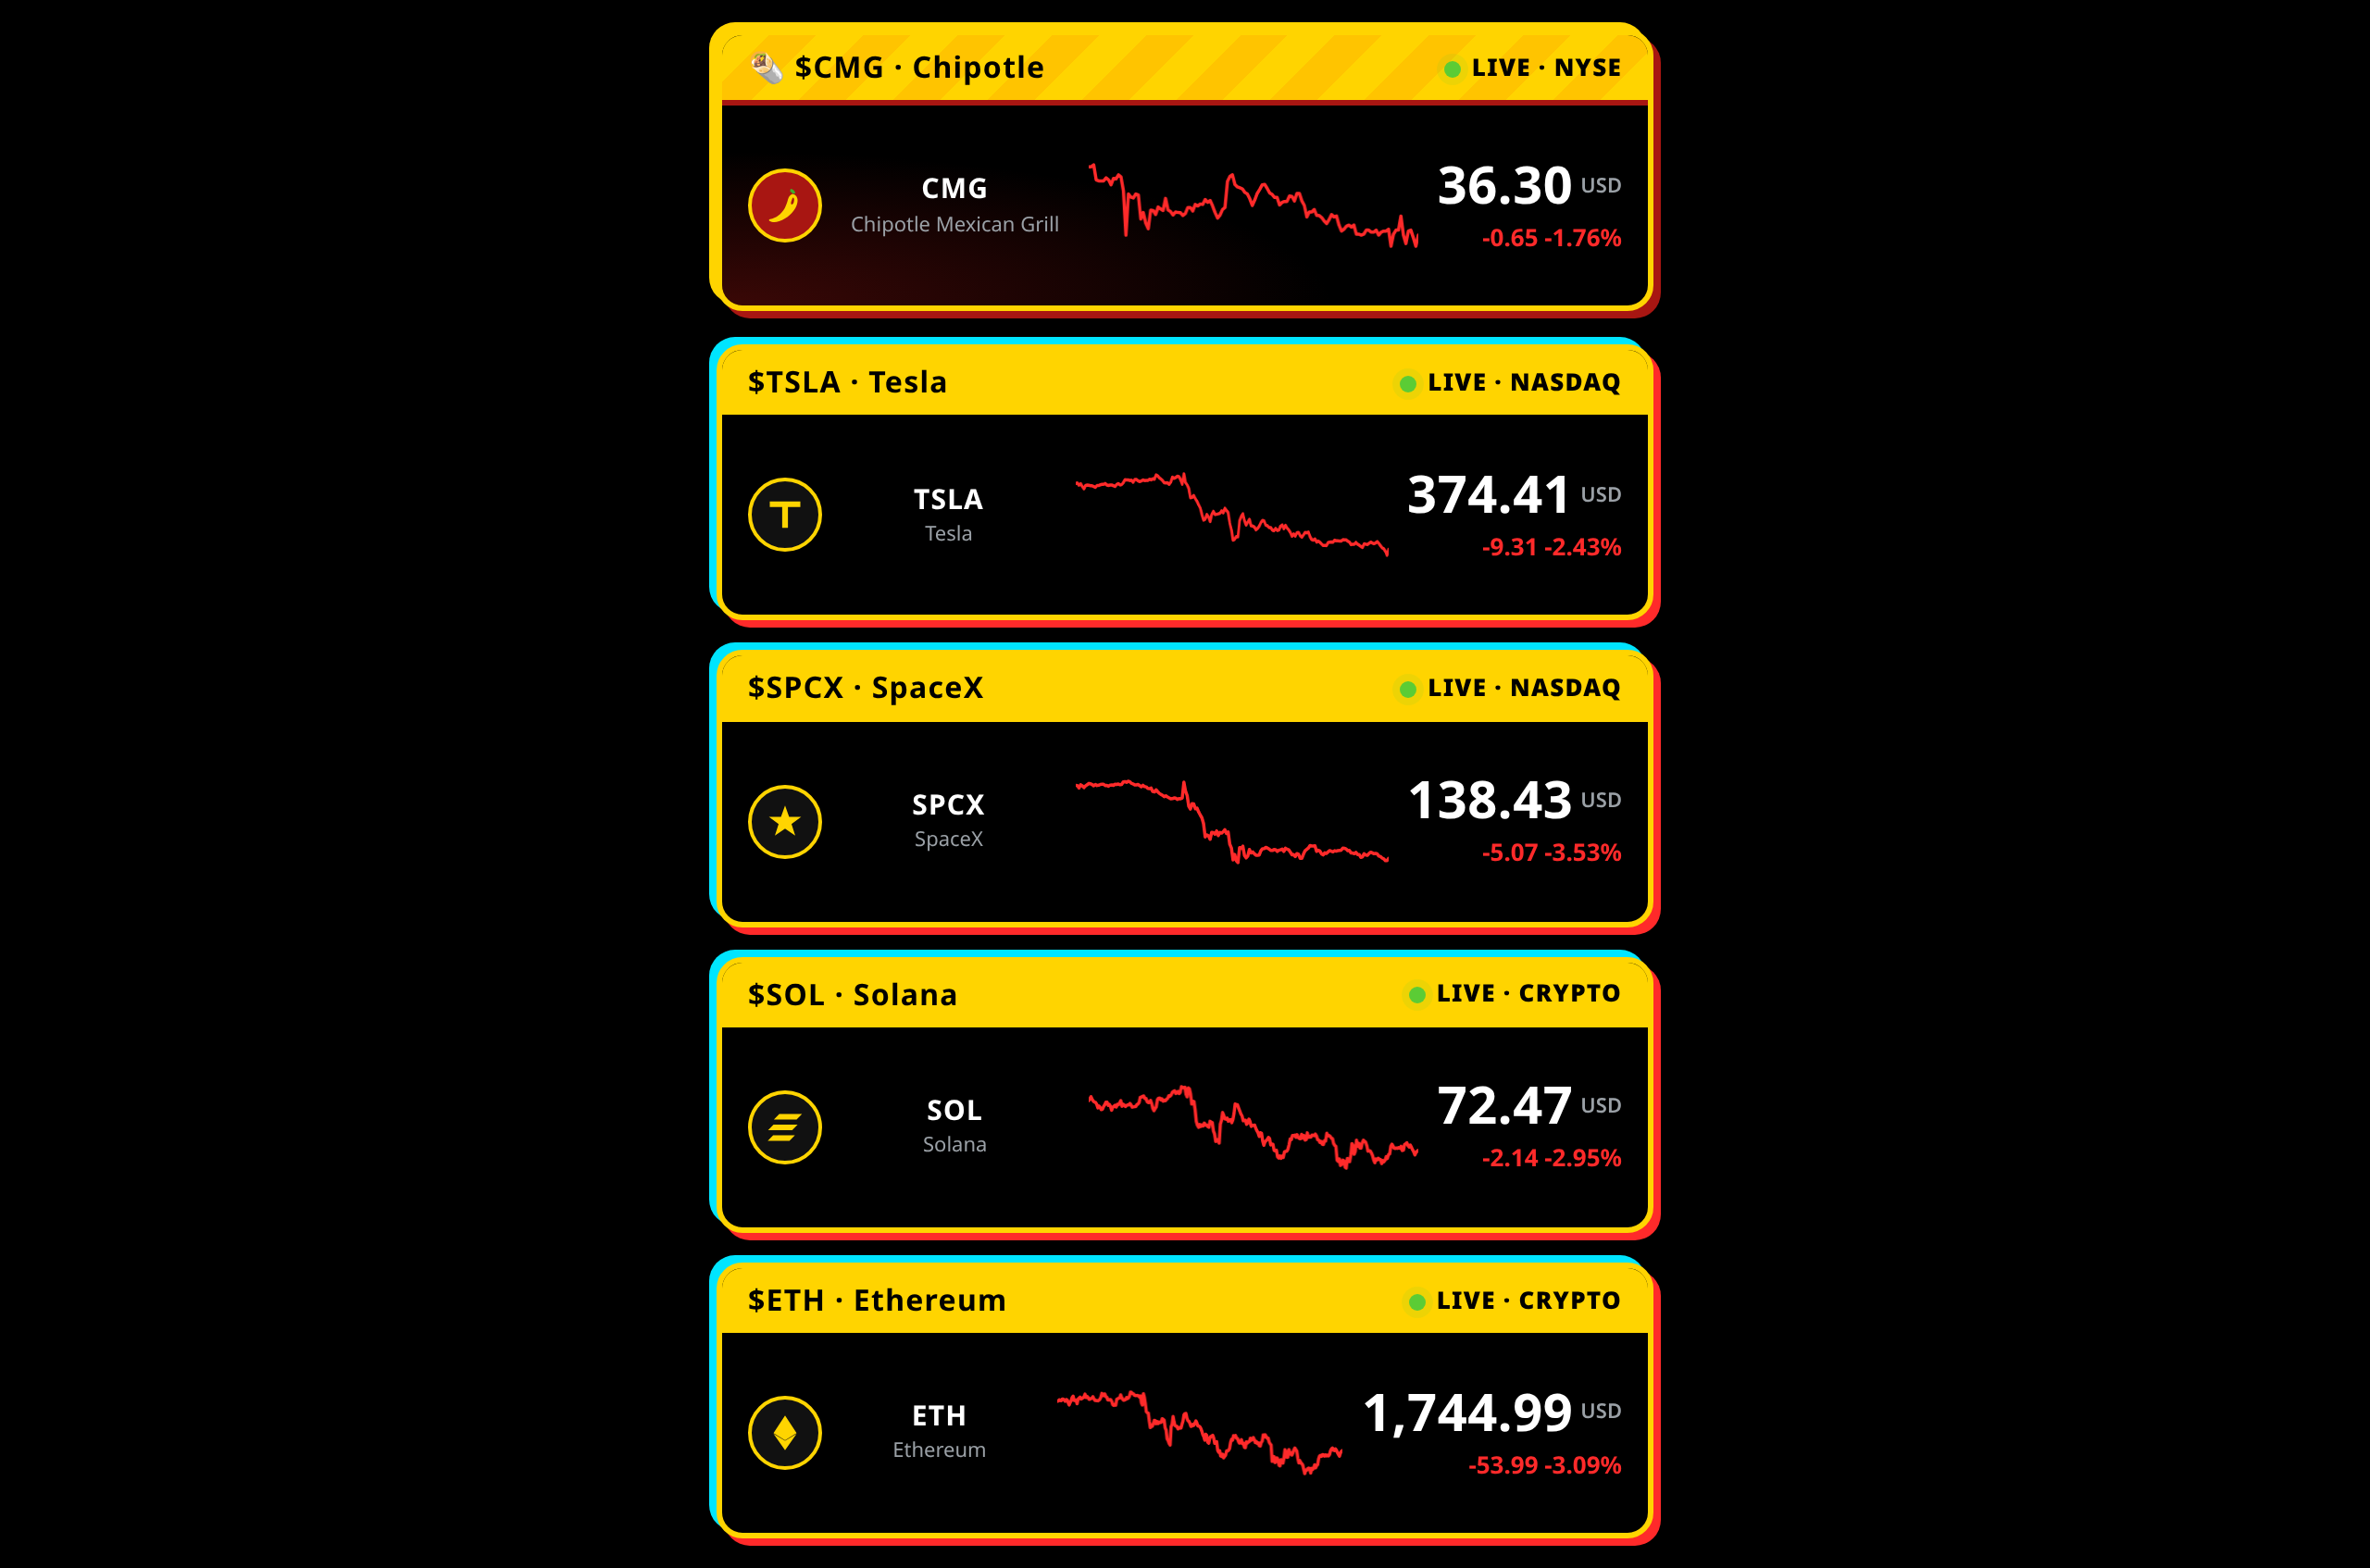 $CMG · Chipotle
LIVE · NYSE
CMG
Chipotle Mexican Grill
36.30 USD
-0.65 -1.76%
$TSLA · Tesla
LIVE · NASDAQ
TSLA
Tesla
374.41 USD
-9.31 -2.43%
$SPCX · SpaceX
LIVE · NASDAQ
SPCX
SpaceX
138.43 USD
-5.07 -3.53%
$SOL · Solana
LIVE · CRYPTO
SOL
Solana
72.47 USD
-2.14 -2.95%
$ETH · Ethereum
LIVE · CRYPTO
ETH
Ethereum
1,744.99 USD
-53.99 -3.09%